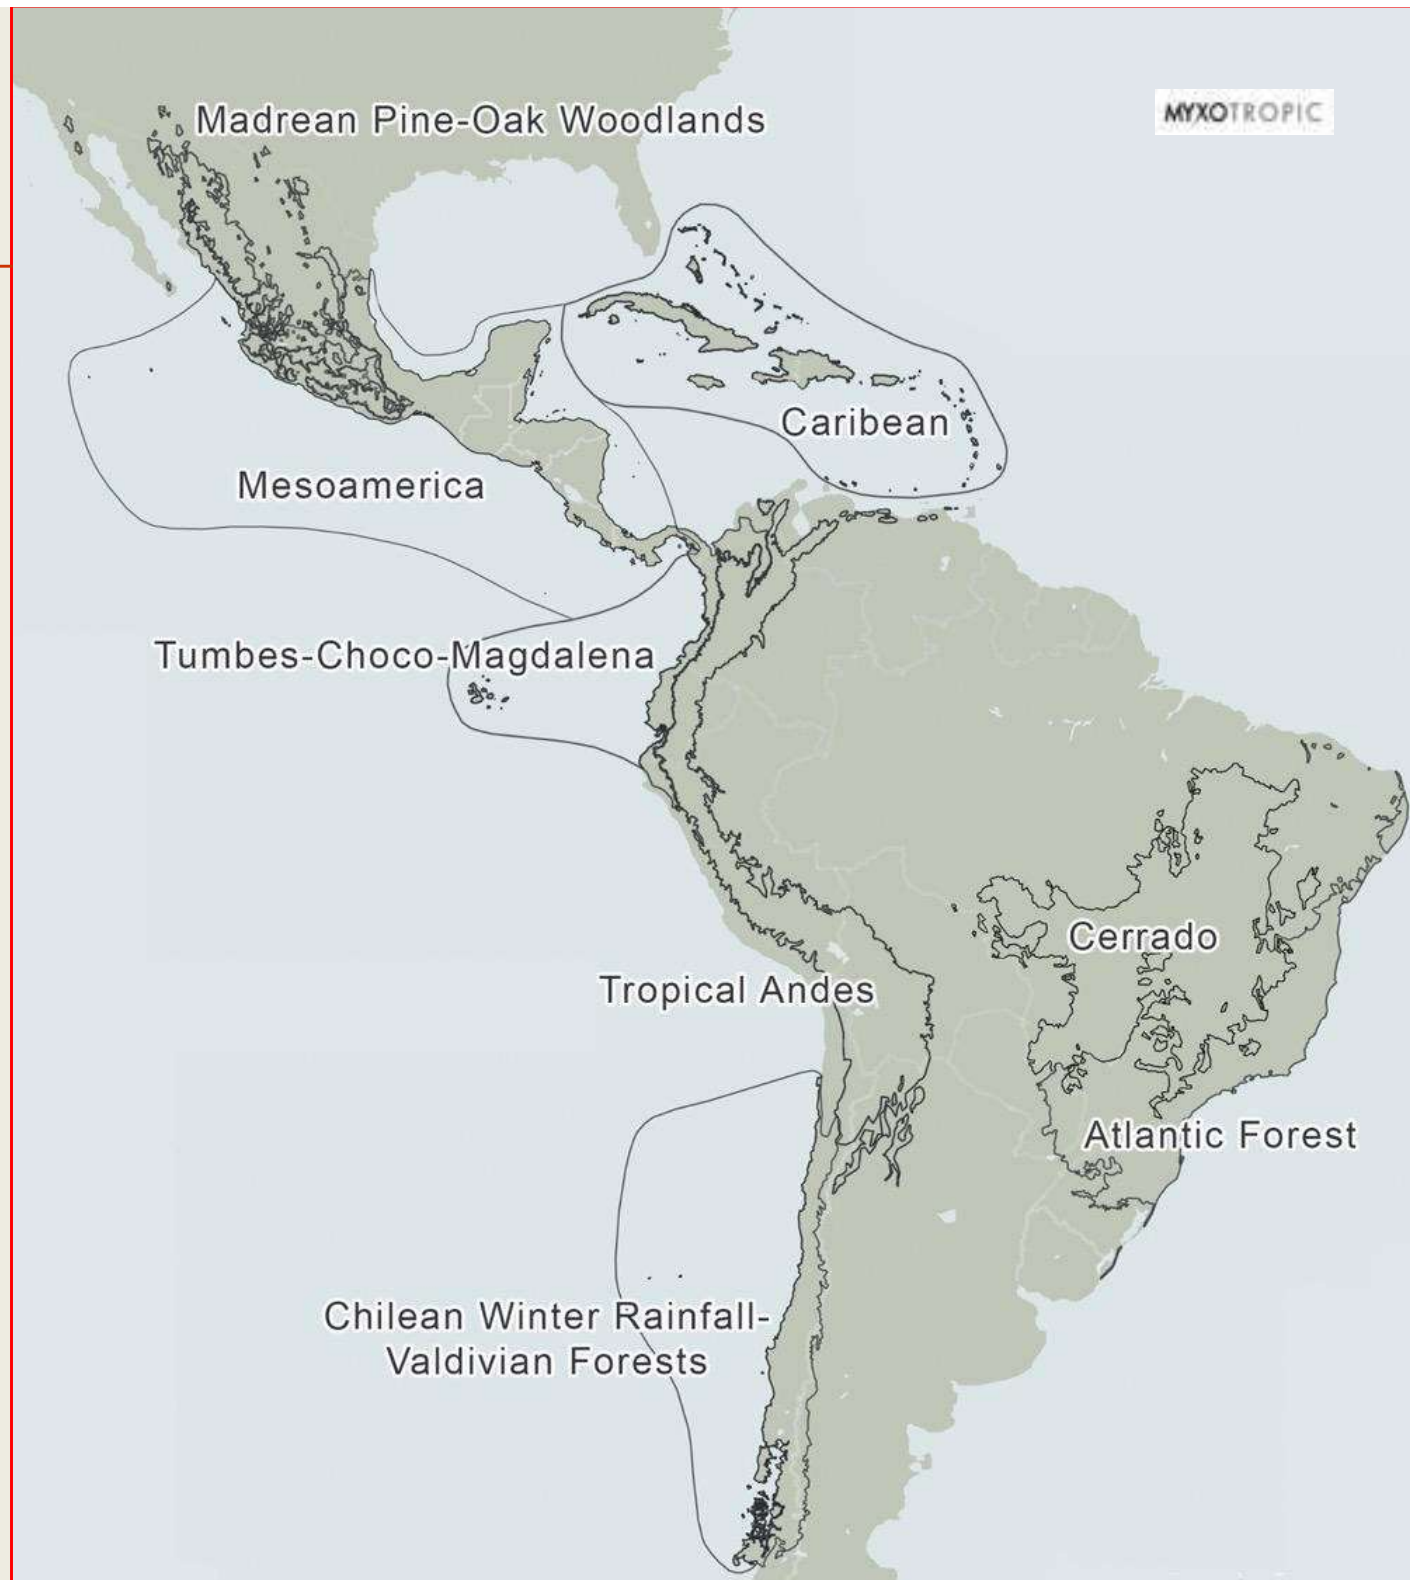 Madrean Pine-Oak Woodlands
MYXOTROPIC
Caribean
Mesoamerica
Tumbes-Choco-Magdalena
Cerrado
Tropical Andes
Atlantic Forest
Chilean Winter Rainfall-
Valdivian Forests